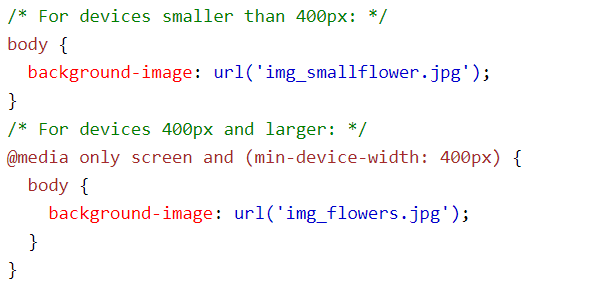 /* For devices smaller than 400px: */
body {
  background-image: url('img_smallflower.jpg');
}
/* For devices 400px and larger: */
@media only screen and (min-device-width: 400px) {
  body {
    background-image: url('img_flowers.jpg');
  }
}